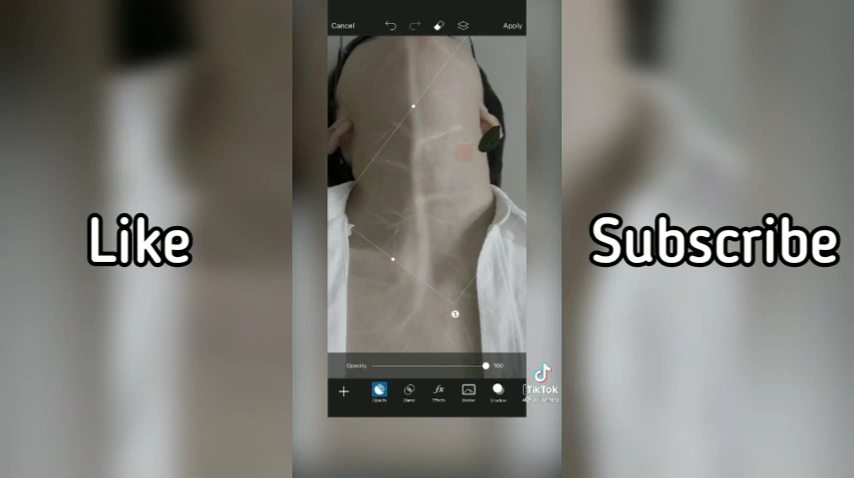 Cancel
Apply
Like
Subscribe
Opacity
100
TikTok
Opacity
Blend
Effects
Border
Shadow